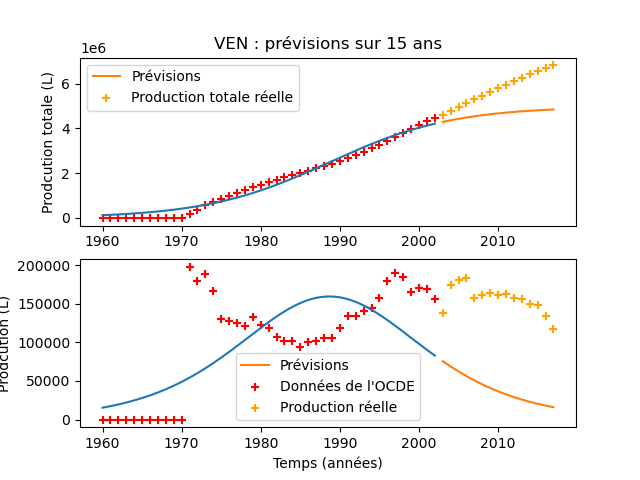 VEN : prévisions sur 15 ans
1e6
Prodcution totale (L)
6
4
2
0
Prévisions
Production totale réelle
1960 1970 1980 1990 2000 2010
Prodcution (L)
200000
150000
100000
50000
0
Prévisions
Données de l'OCDE
Production réelle
1960 1970 1980 1990 2000 2010
Temps (années)